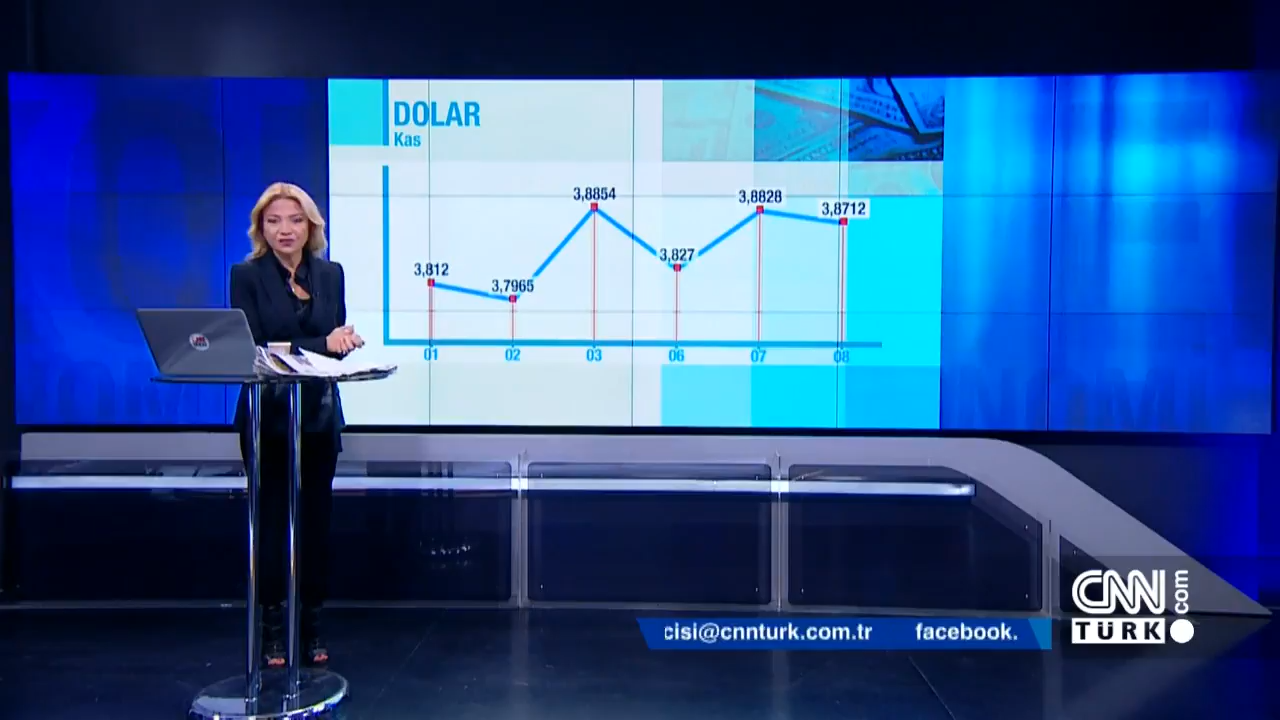 DOLAR
Kas
3,812
3,7965
3,8854
3,827
3,8828
3,8712
01
02
03
06
07
08
cisi@cnnturk.com.tr facebook.
CNN
TÜRK
.com